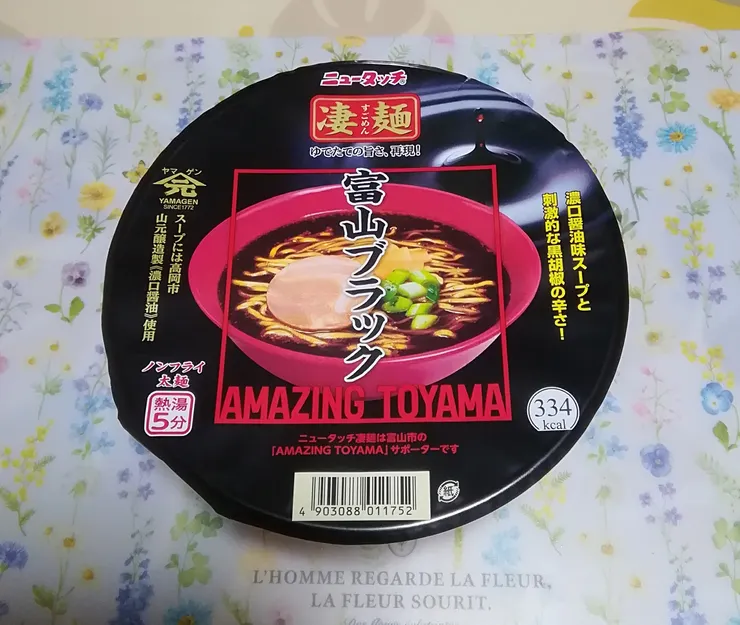 ニュータッチ
凄麺
すごめん
ゆでたての旨さ、再現!
ヤマゲン
YAMAGEN
SINCE1772
スープには高岡市
山元醸造製《濃口醤油》使用
富山ブラック
濃口醤油味スープと
刺激的な黒胡椒の辛さ!
ノンフライ
太麺
熱湯
5分
AMAZING TOYAMA
334
kcal
ニュータッチ凄麺は富山市の
「AMAZING TOYAMA」サポーターです
紙
4 903088 011752
L'HOMME REGARDE LA FLEUR,
LA FLEUR SOURIT.